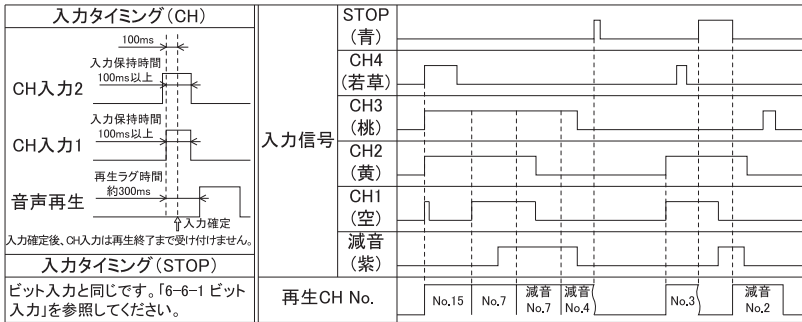 入力タイミング(CH)
100ms
入力保持時間
100ms以上
CH入力2
入力保持時間
100ms以上
CH入力1
再生ラグ時間
約300ms
音声再生
入力確定
入力確定後、CH入力は再生終了まで受け付けません。
入力タイミング(STOP)
ビット入力と同じです。「6-6-1 ビット
入力」を参照してください。
入力信号
STOP
(青)
CH4
(若草)
CH3
(桃)
CH2
(黄)
CH1
(空)
減音
(紫)
再生CH No.
No.15
No.7
減音
No.7
減音
No.4
No.3
減音
No.2